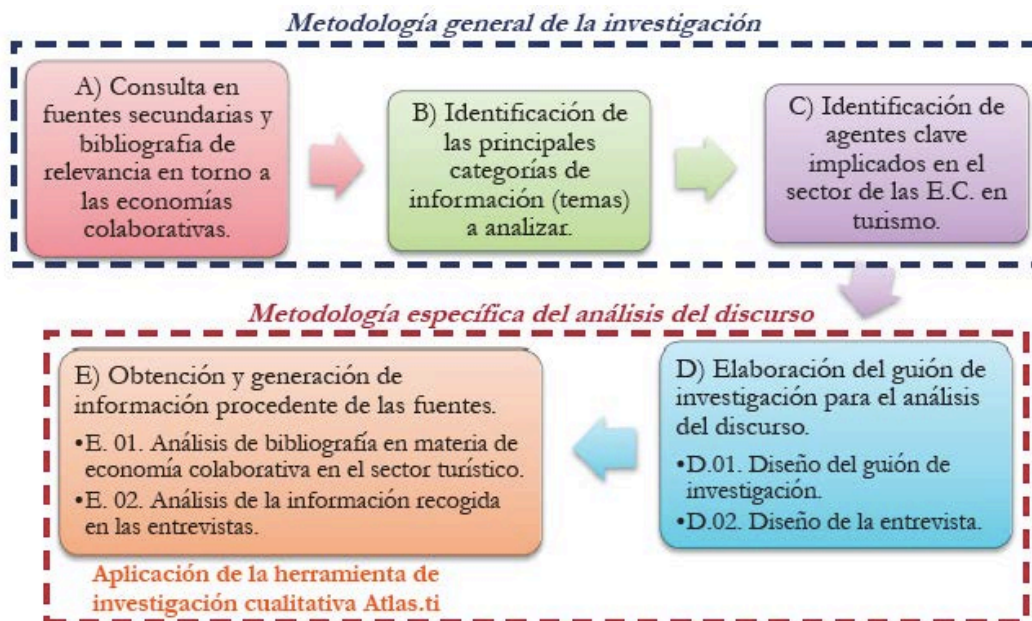 Metodología general de la investigación
A) Consulta en
fuentes secundarias y
bibliografía de
relevancia en torno a
las economías
colaborativas.
B) Identificación de
las principales
categorías de
información (temas)
a analizar.
C) Identificación de
agentes clave
implicados en el
sector de las E.C. en
turismo.
Metodología específica del análisis del discurso
D) Elaboración del guión de
investigación para el análisis
del discurso.
•D.01. Diseño del guión de
investigación.
•D.02. Diseño de la entrevista.
E) Obtención y generación de
información procedente de las fuentes.
•E. 01. Análisis de bibliografía en materia de
economía colaborativa en el sector turístico.
•E. 02. Análisis de la información recogida
en las entrevistas.
Aplicación de la herramienta de
investigación cualitativa Atlas.ti